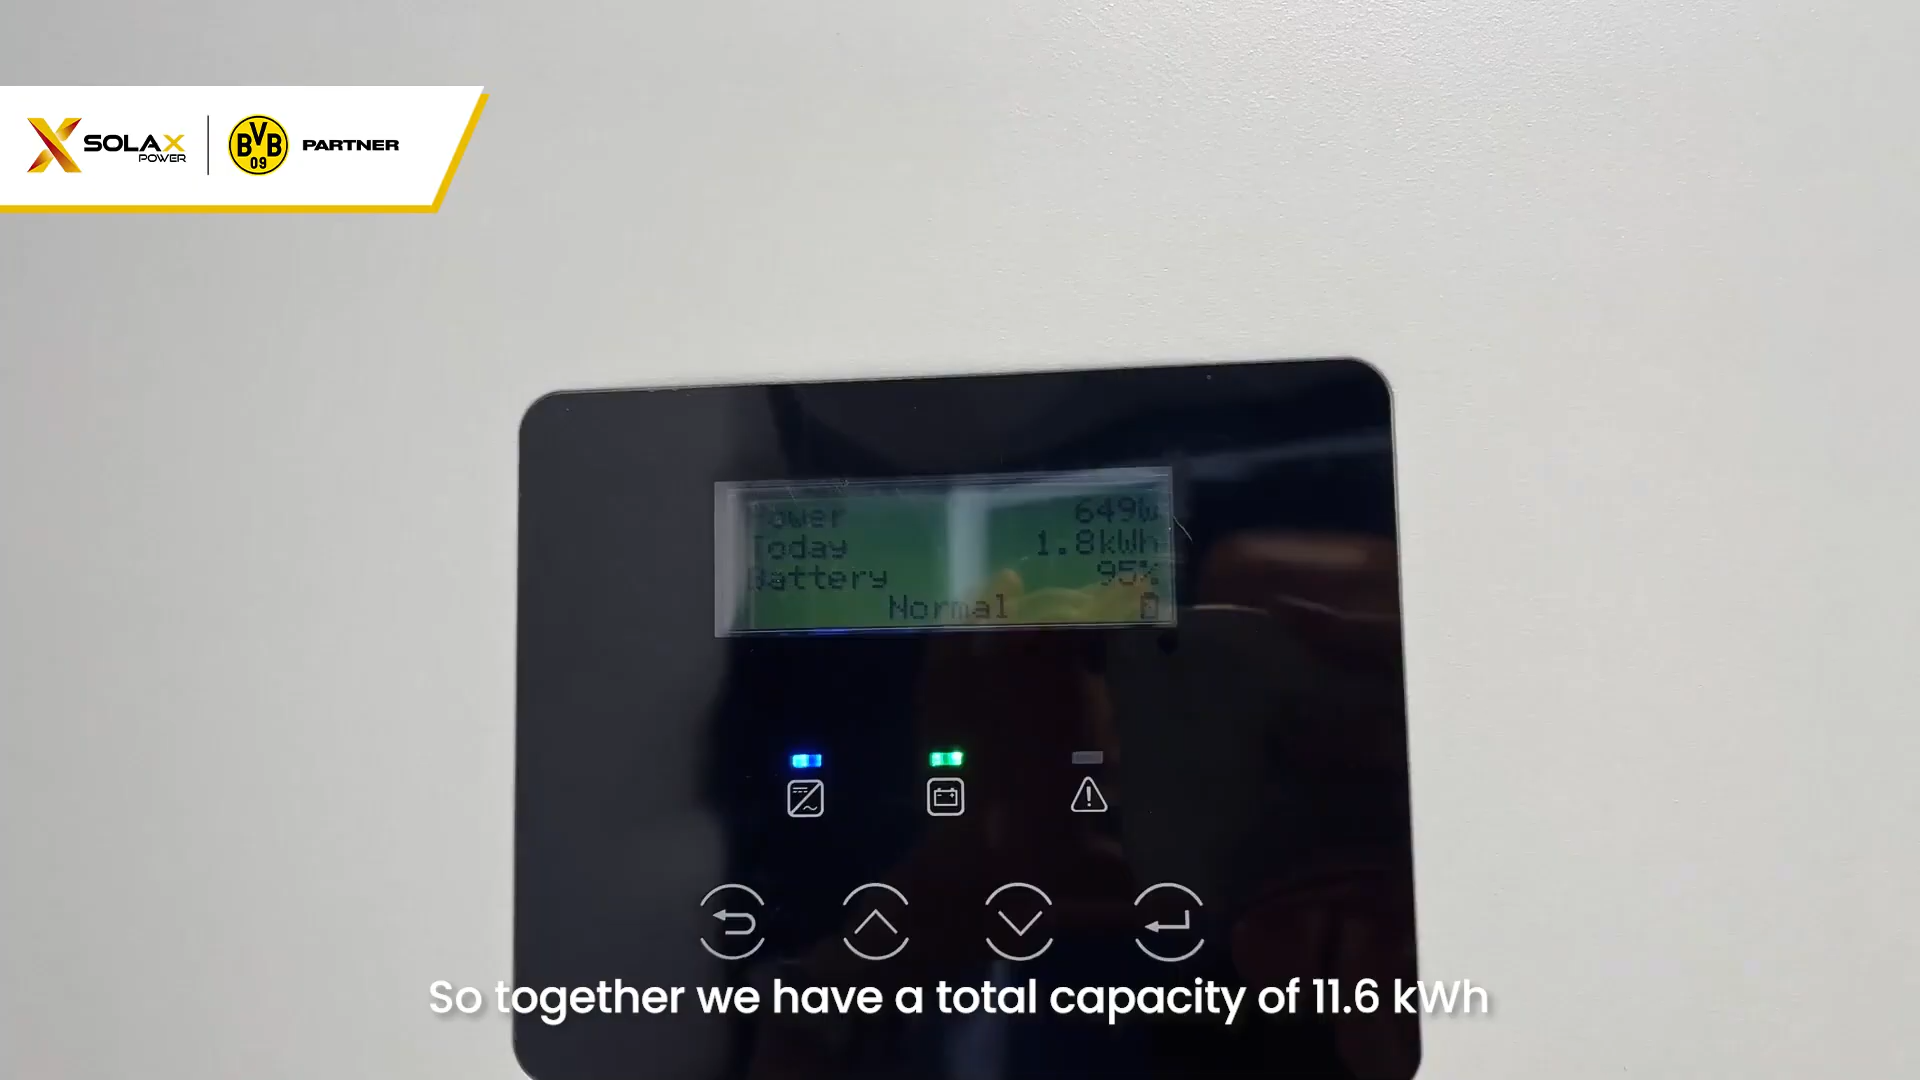 SOLAX
POWER
BVB
09
PARTNER
Power 649W
Today 1.8kWh
Battery 95%
Normal
So together we have a total capacity of 11.6 kWh